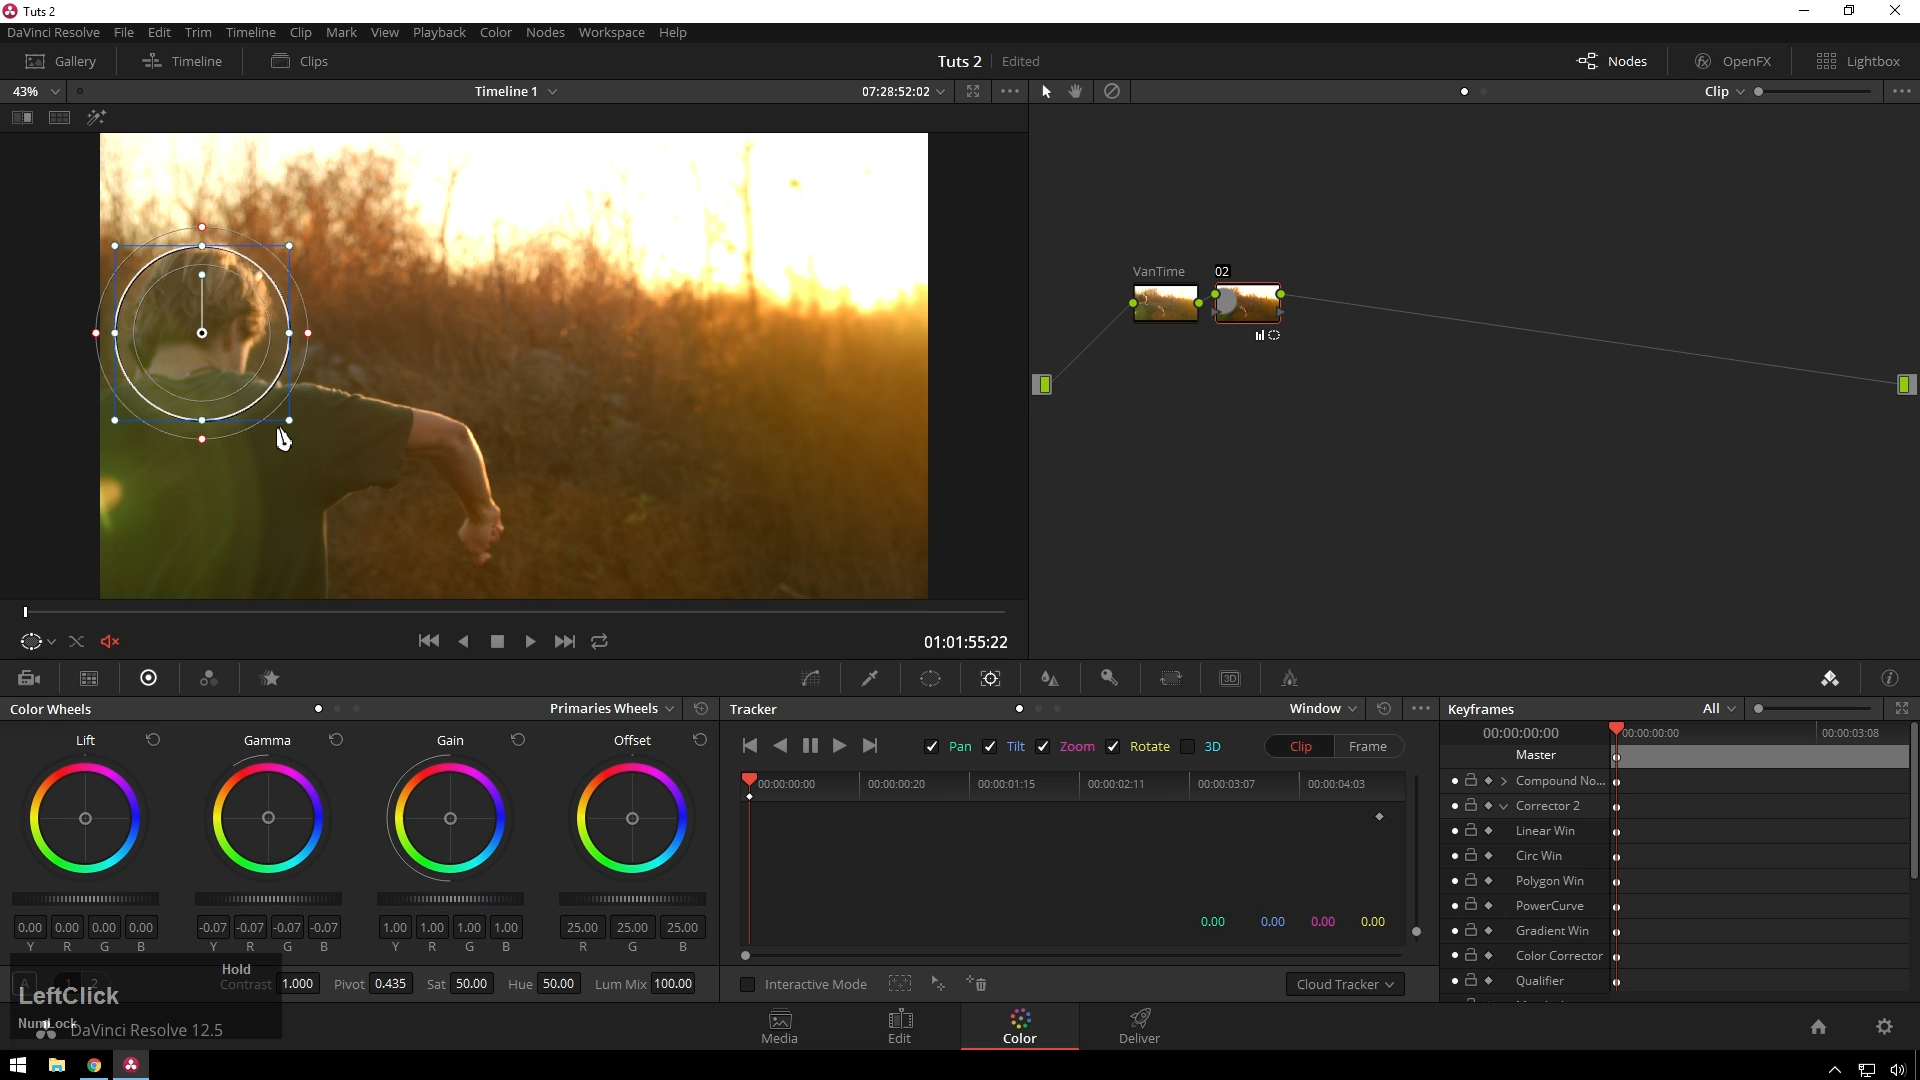 Tuts 2
DaVinci Resolve File Edit Trim Timeline Clip Mark View Playback Color Nodes Workspace Help
Gallery Timeline Clips Tuts 2 Edited Nodes OpenFX Lightbox
43% Timeline 1 07:28:52:02 Clip
VanTime 02
01:01:55:22
3D
Color Wheels Primaries Wheels Tracker Window Keyframes All
Lift Gamma Gain Offset
Pan Tilt Zoom Rotate 3D Clip Frame
00:00:00:00 00:00:00:00 00:00:03:08
Master
00:00:00:00 00:00:00:20 00:00:01:15 00:00:02:11 00:00:03:07 00:00:04:03
Compound No...
Corrector 2
Linear Win
Circ Win
Polygon Win
PowerCurve
Gradient Win
Color Corrector
Qualifier
0.00 0.00 0.00 0.00
0.00 0.00 0.00 0.00 -0.07 -0.07 -0.07 -0.07 1.00 1.00 1.00 1.00 25.00 25.00 25.00
Y R G B Y R G B Y R G B R G B
Hold
A 1 2 Contrast 1.000 Pivot 0.435 Sat 50.00 Hue 50.00 Lum Mix 100.00
Interactive Mode Cloud Tracker
LeftClick
NumLock
DaVinci Resolve 12.5
Media Edit Color Deliver